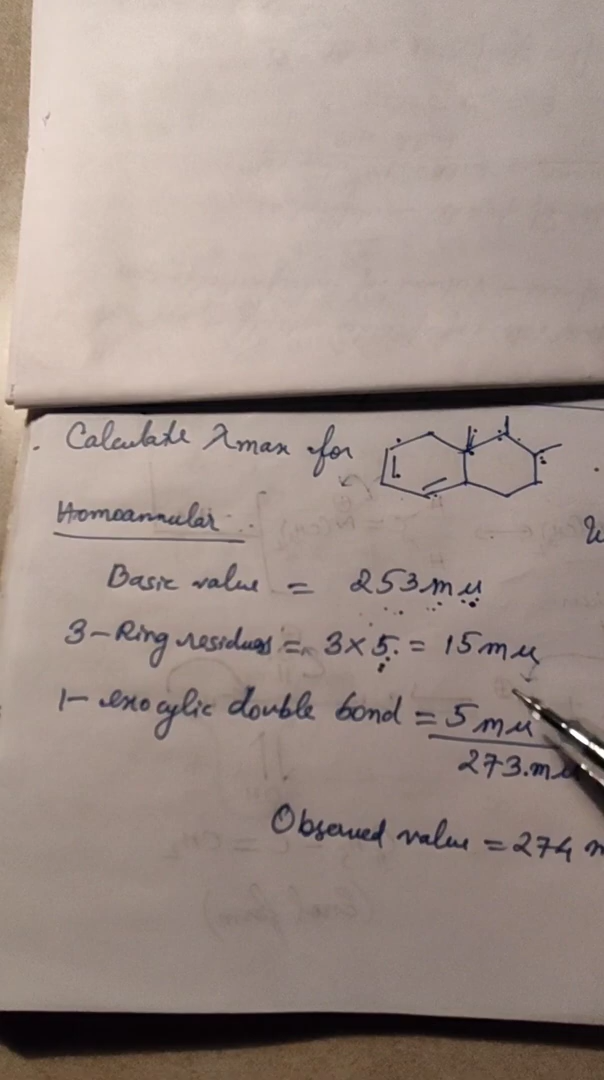 . Calculate λmax for
Homoannular :
Basic value = 253 mμ
3-Ring residues = 3×5 = 15 mμ
1- exocylic double bond = 5 mμ
273.mμ
Observed value = 274 m